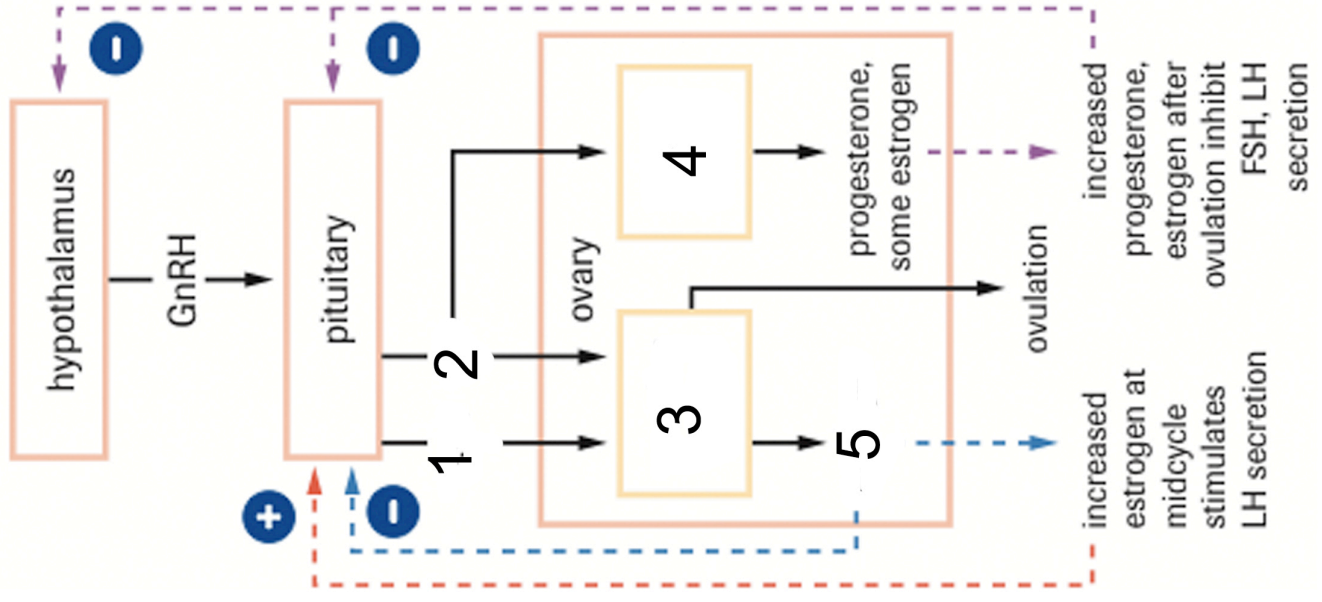 hypothalamus
GnRH
pituitary
1
2
ovary
3
4
5
progesterone,
some estrogen
ovulation
increased
estrogen at
midcycle
stimulates
LH secretion
increased
progesterone,
estrogen after
ovulation inhibit
FSH, LH
secretion
+
−
−
−